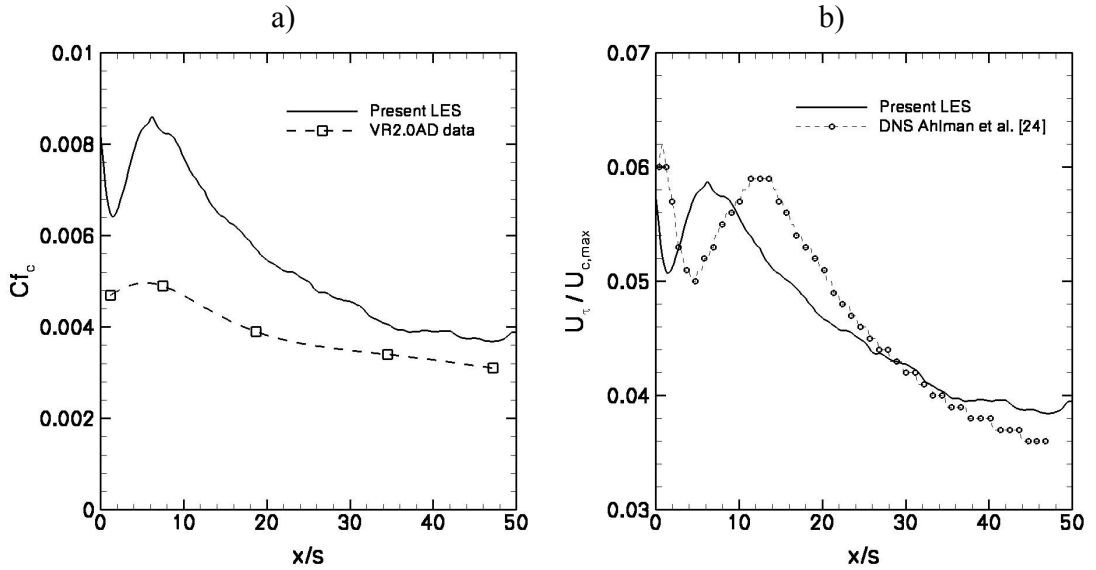 a)
0.01
0.008
0.006
0.004
0.002
0
0
10
20
30
40
50
Cf_c
x/s
Present LES
VR2.0AD data
b)
0.07
0.06
0.05
0.04
0.03
0
10
20
30
40
50
U_τ / U_c,max
x/s
Present LES
DNS Ahlman et al. [24]